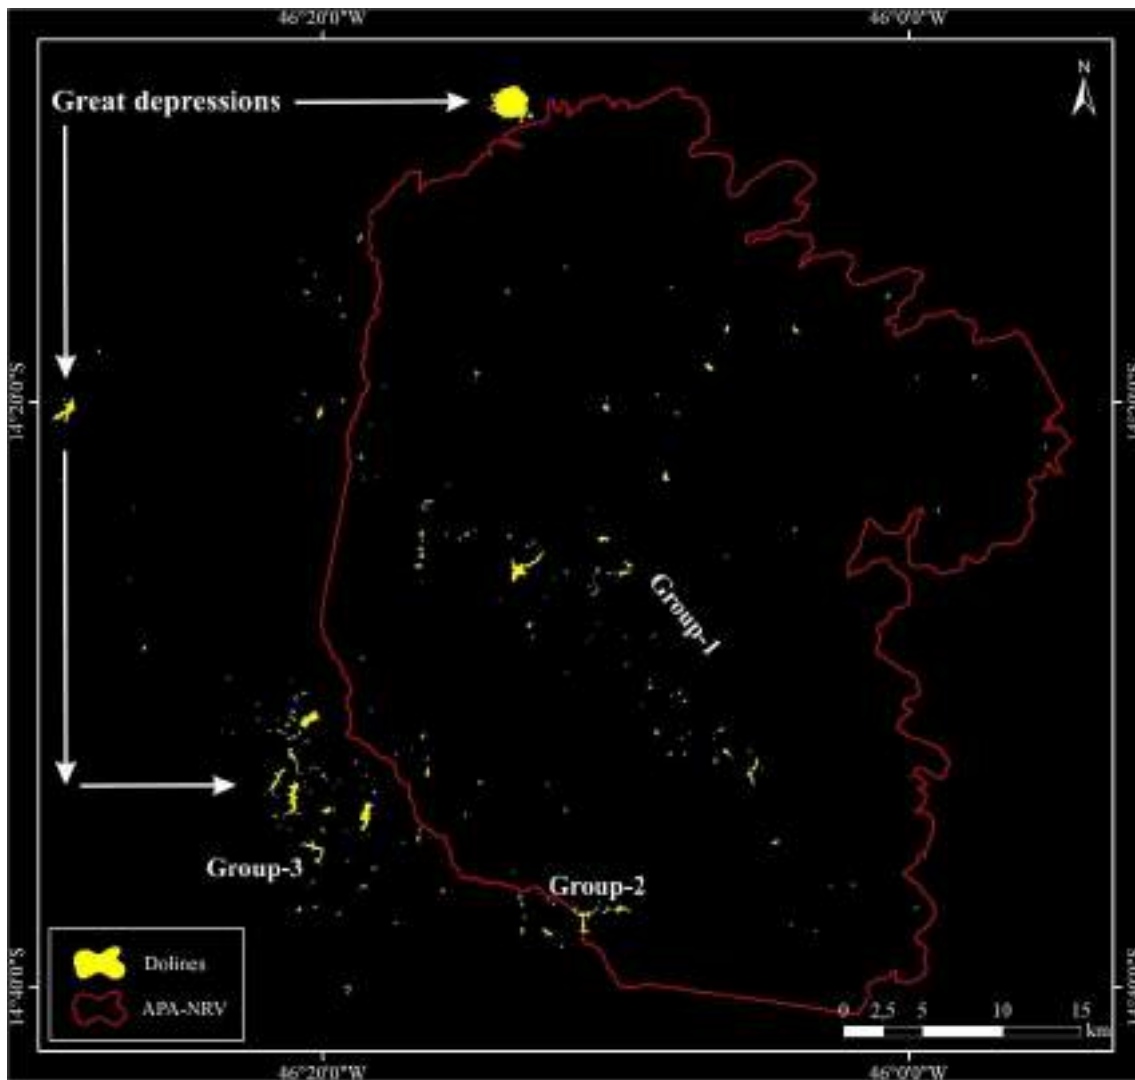 46°20'0"W 46°0'0"W
N
Great depressions
14°20'0"S 14°20'0"S
Group-1
Group-3
Group-2
Dolines
APA-NRV
14°40'0"S 14°40'0"S
0 2,5 5 10 15
km
46°20'0"W 46°0'0"W